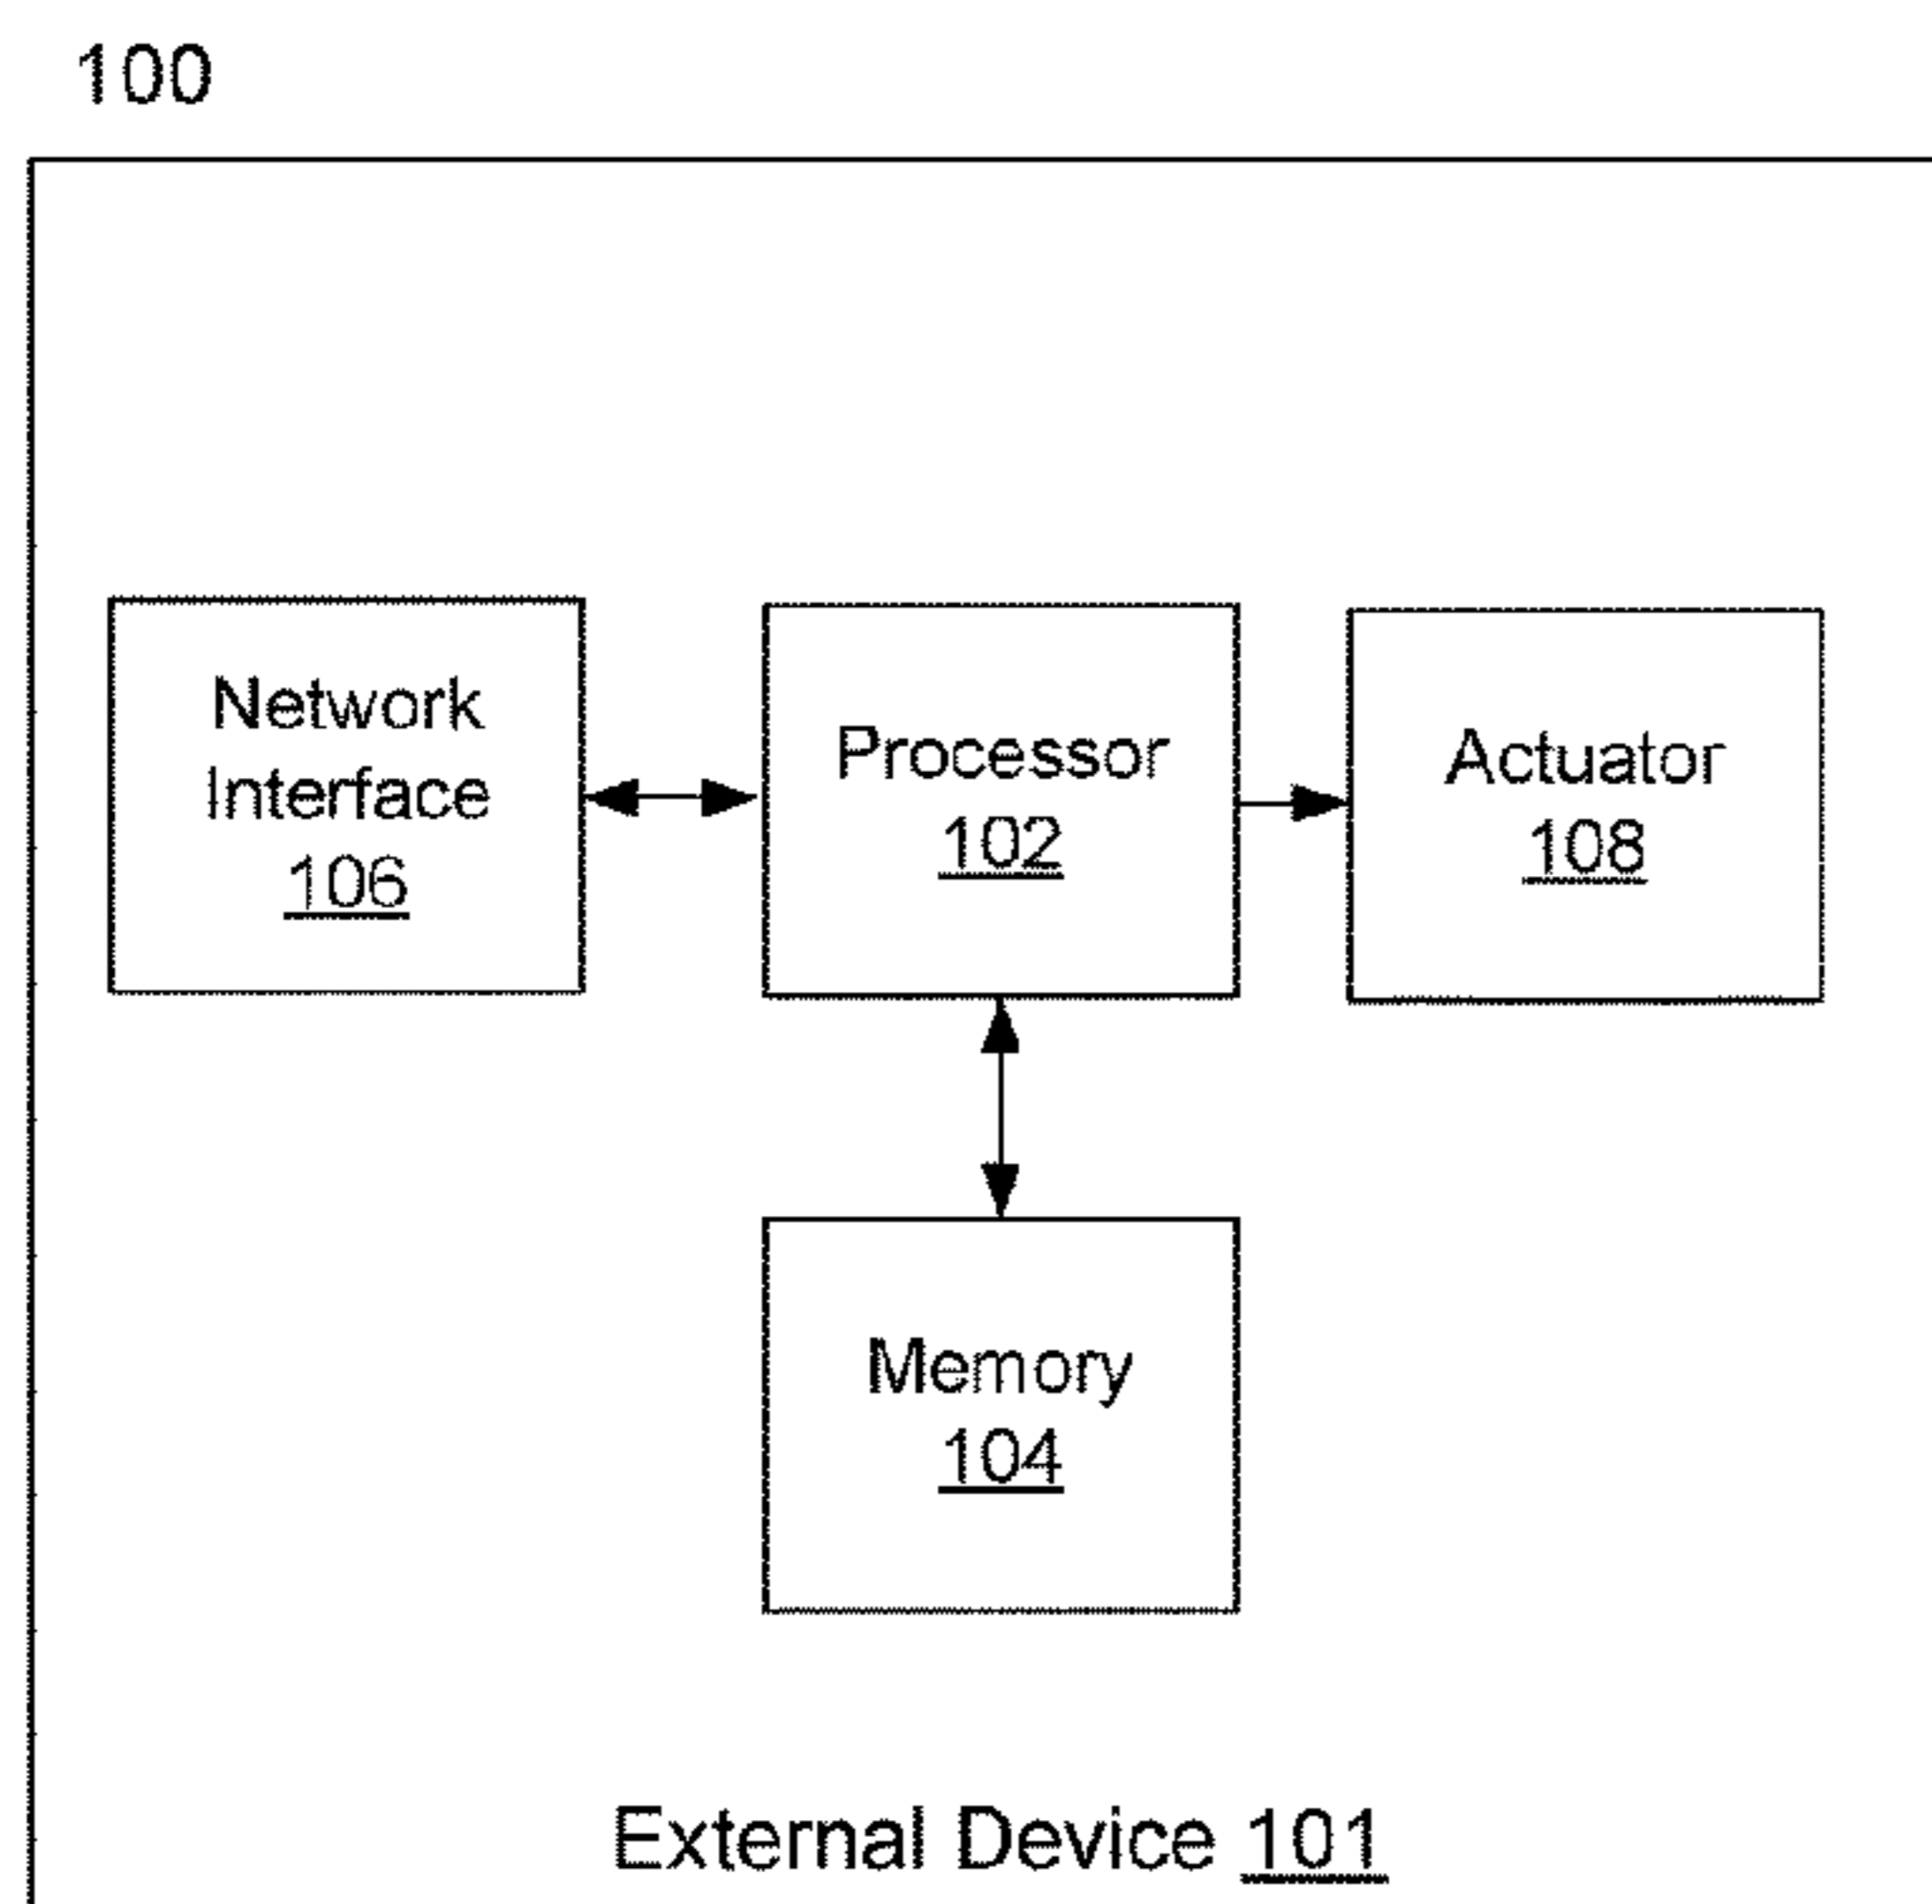 100
Network
Interface
106
Processor
102
Actuator
108
Memory
104
External Device 101